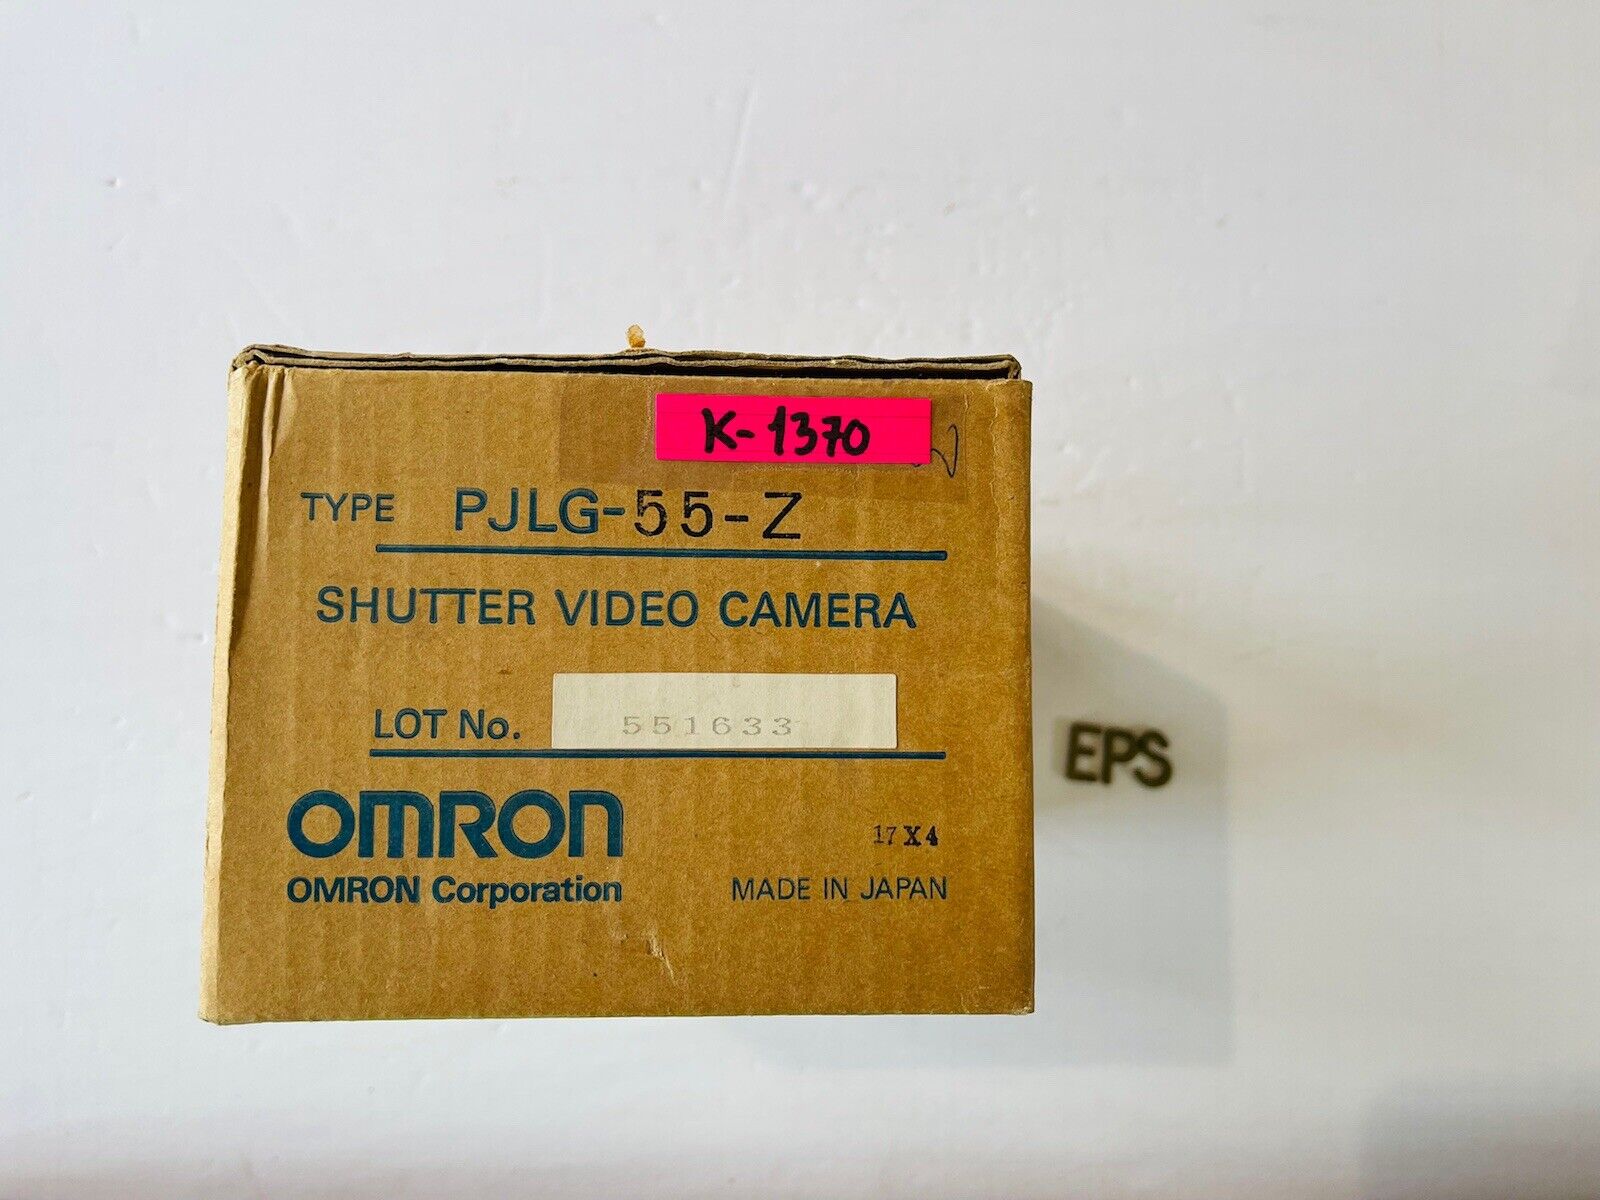 K-1370
TYPE PJLG-55-Z
SHUTTER VIDEO CAMERA
LOT No. 551633
OMRON
17X4
OMRON Corporation
MADE IN JAPAN
EPS